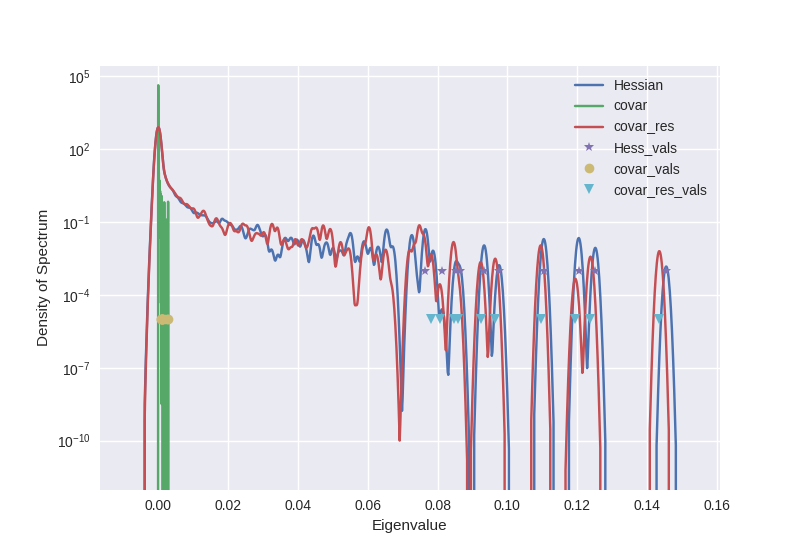 10^5
10^2
10^−1
10^−4
10^−7
10^−10
Density of Spectrum
Hessian
covar
covar_res
Hess_vals
covar_vals
covar_res_vals
0.00 0.02 0.04 0.06 0.08 0.10 0.12 0.14 0.16
Eigenvalue